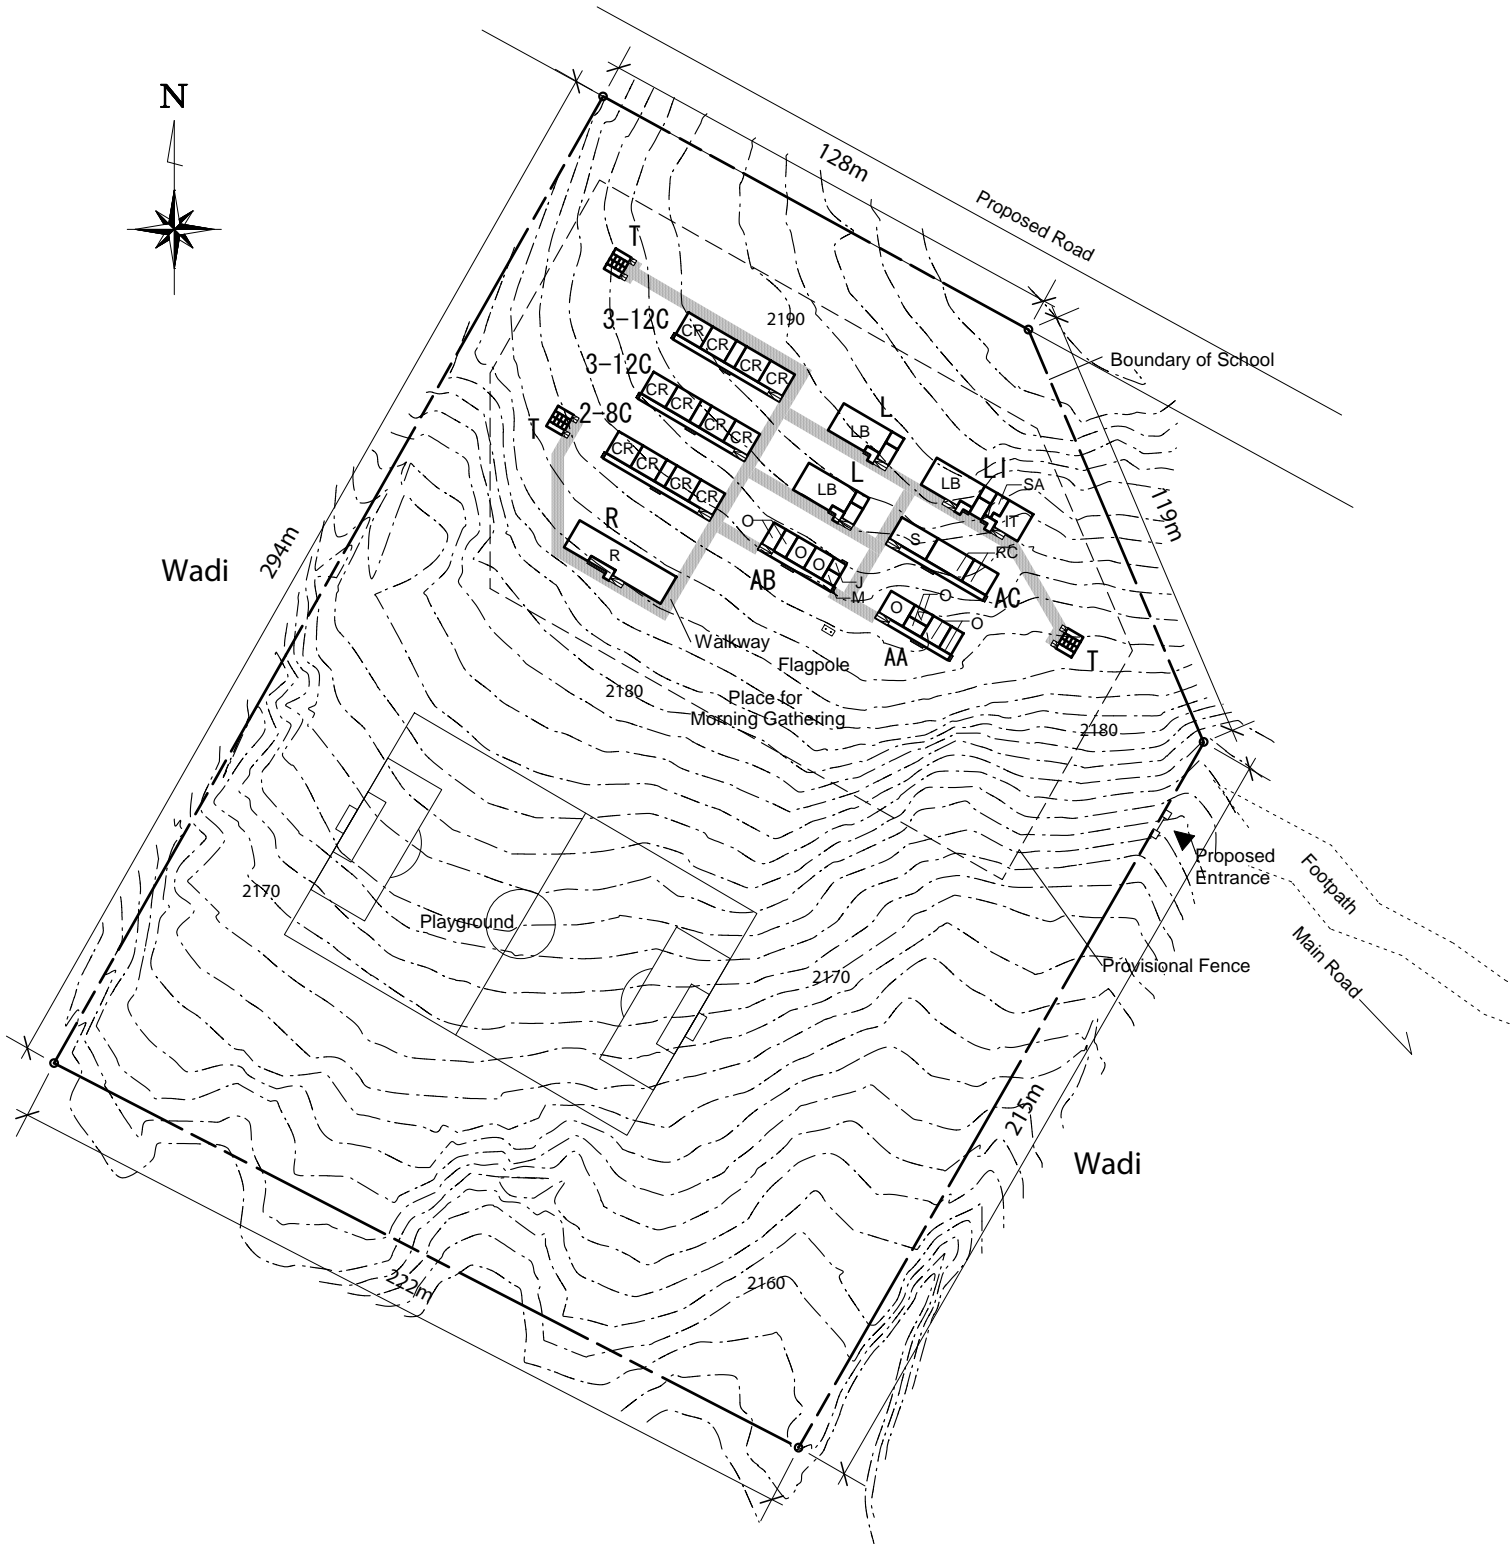 N
128m
Proposed Road
T
3-12C
2190
CR
CR
CR
CR
Boundary of School
3-12C
CR
CR
CR
CR
T
2-8C
CR
CR
CR
CR
L
LB
L
LB
LI
LB
SA
IT
119m
R
R
O
O
O
J
M
AB
S
RC
AC
O
O
O
AA
T
294m
Wadi
Walkway
Flagpole
2180
Place for
Morning Gathering
2180
Proposed
Entrance
Footpath
Main Road
2170
Playground
2170
Provisional Fence
215m
Wadi
222m
2160